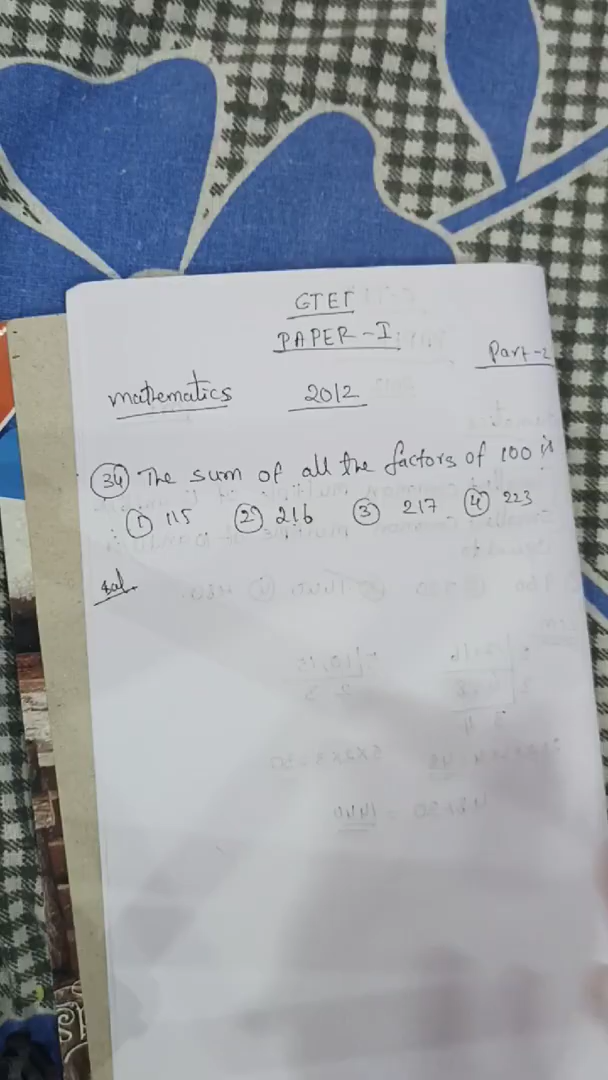 GTET
PAPER - I
Part-2
mathematics 2012
34 The sum of all the factors of 100 is
1 115 2 216 3 217 4 223
Sol.